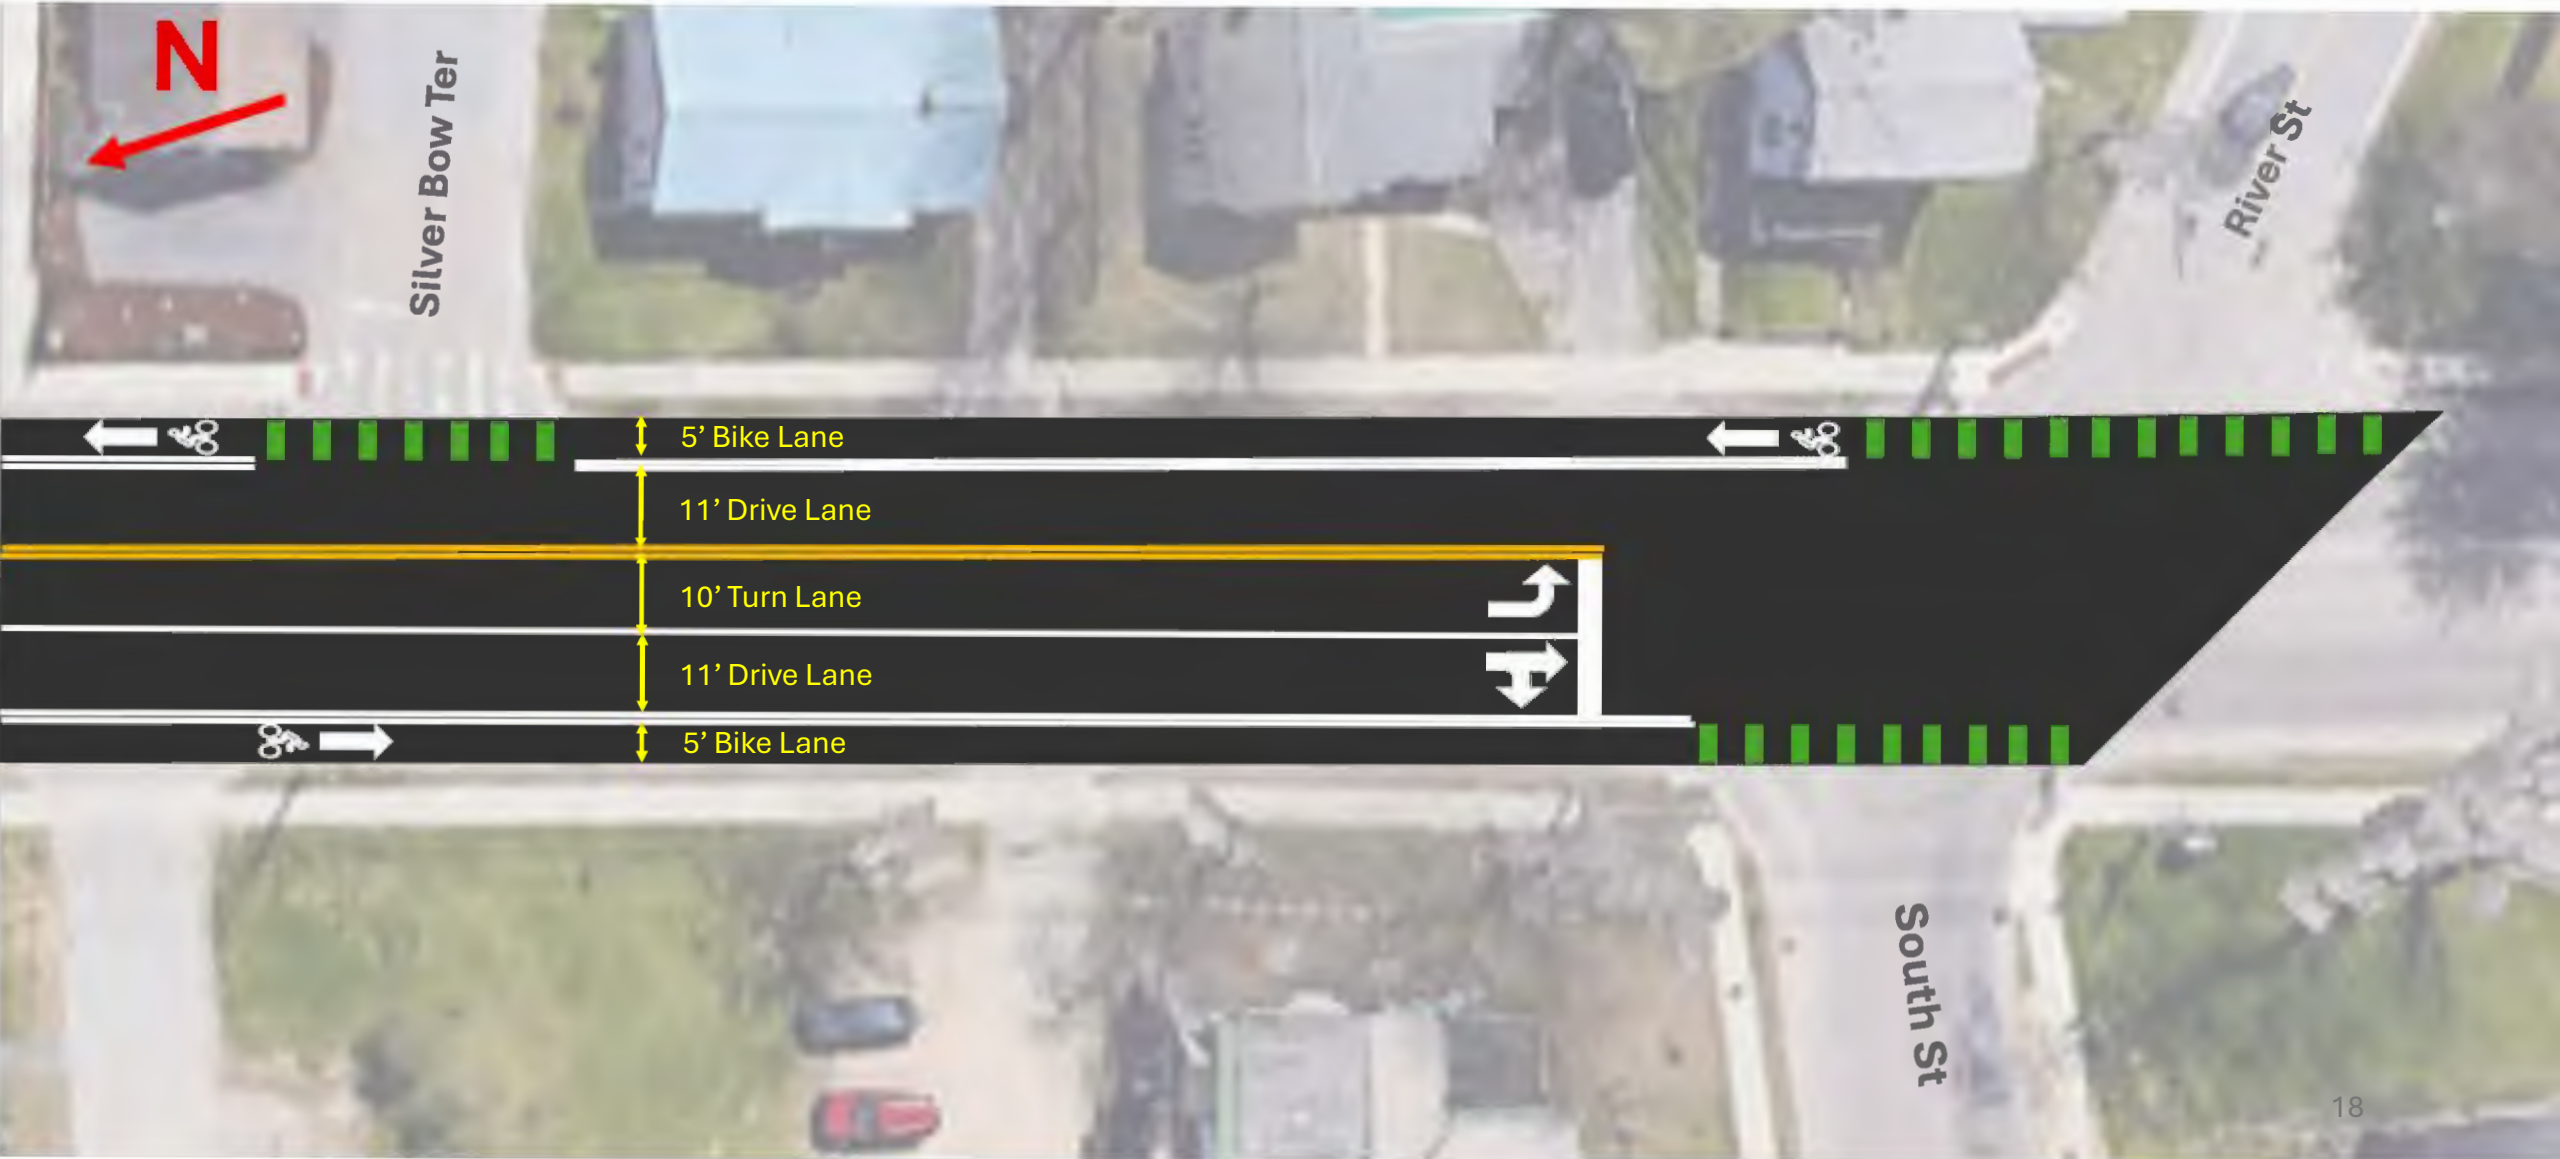 N
Silver Bow Ter
River St
5’ Bike Lane
11’ Drive Lane
10’ Turn Lane
11’ Drive Lane
5’ Bike Lane
South St
18